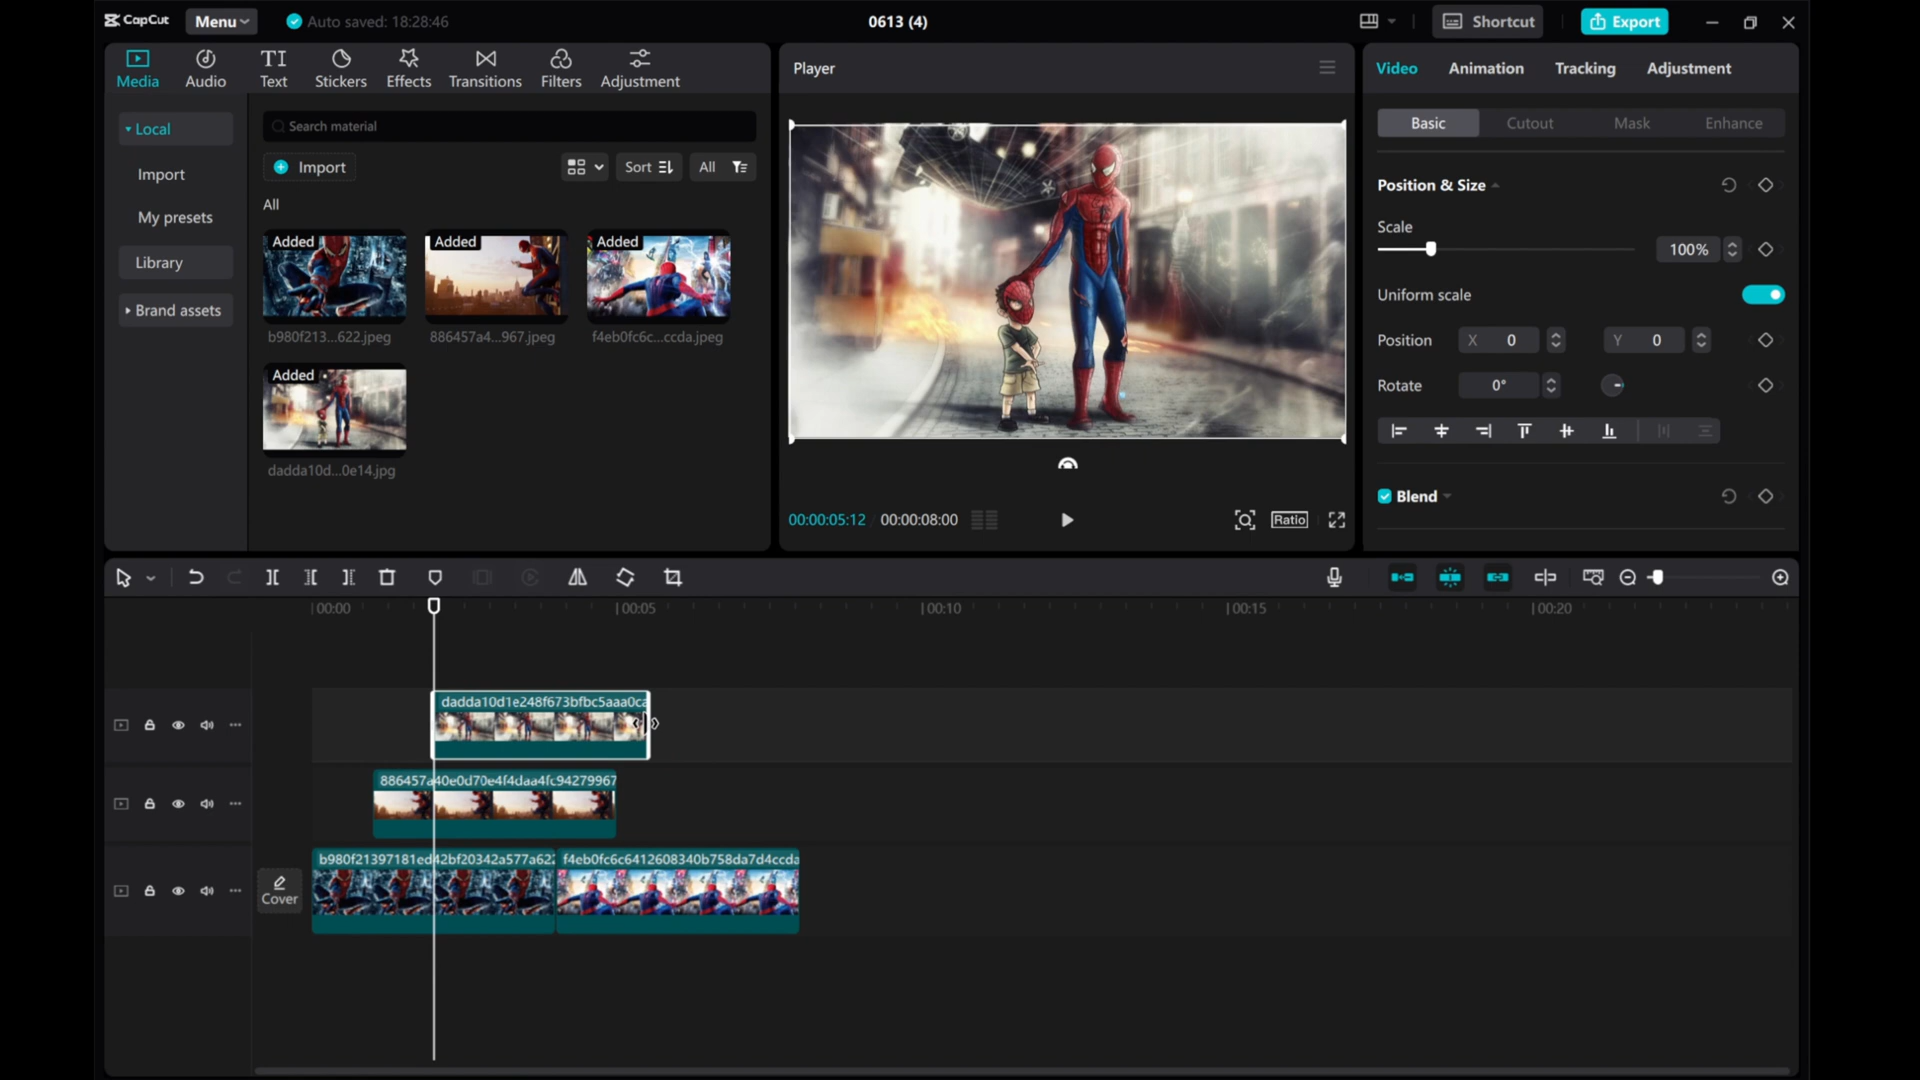 CapCut
Menu
Auto saved: 18:28:46
0613 (4)
Shortcut
Export
Media
Audio
Text
Stickers
Effects
Transitions
Filters
Adjustment
Local
Import
My presets
Library
Brand assets
Search material
Import
Sort
All
All
Added
Added
Added
b980f213...622.jpeg
886457a4...967.jpeg
f4eb0fc6c...ccda.jpeg
Added
dadda10d...0e14.jpg
Player
00:00:05:12
00:00:08:00
Ratio
Video
Animation
Tracking
Adjustment
Basic
Cutout
Mask
Enhance
Position & Size
Scale
100%
Uniform scale
Position
X 0
Y 0
Rotate
0°
Blend
00:00
00:05
00:10
00:15
00:20
dadda10d1e248f673bfbc5aaa0ca
886457a40e0d70e4f4daa4fc94279967
b980f21397181ed42bf20342a577a622
f4eb0fc6c6412608340b758da7d4ccda
Cover